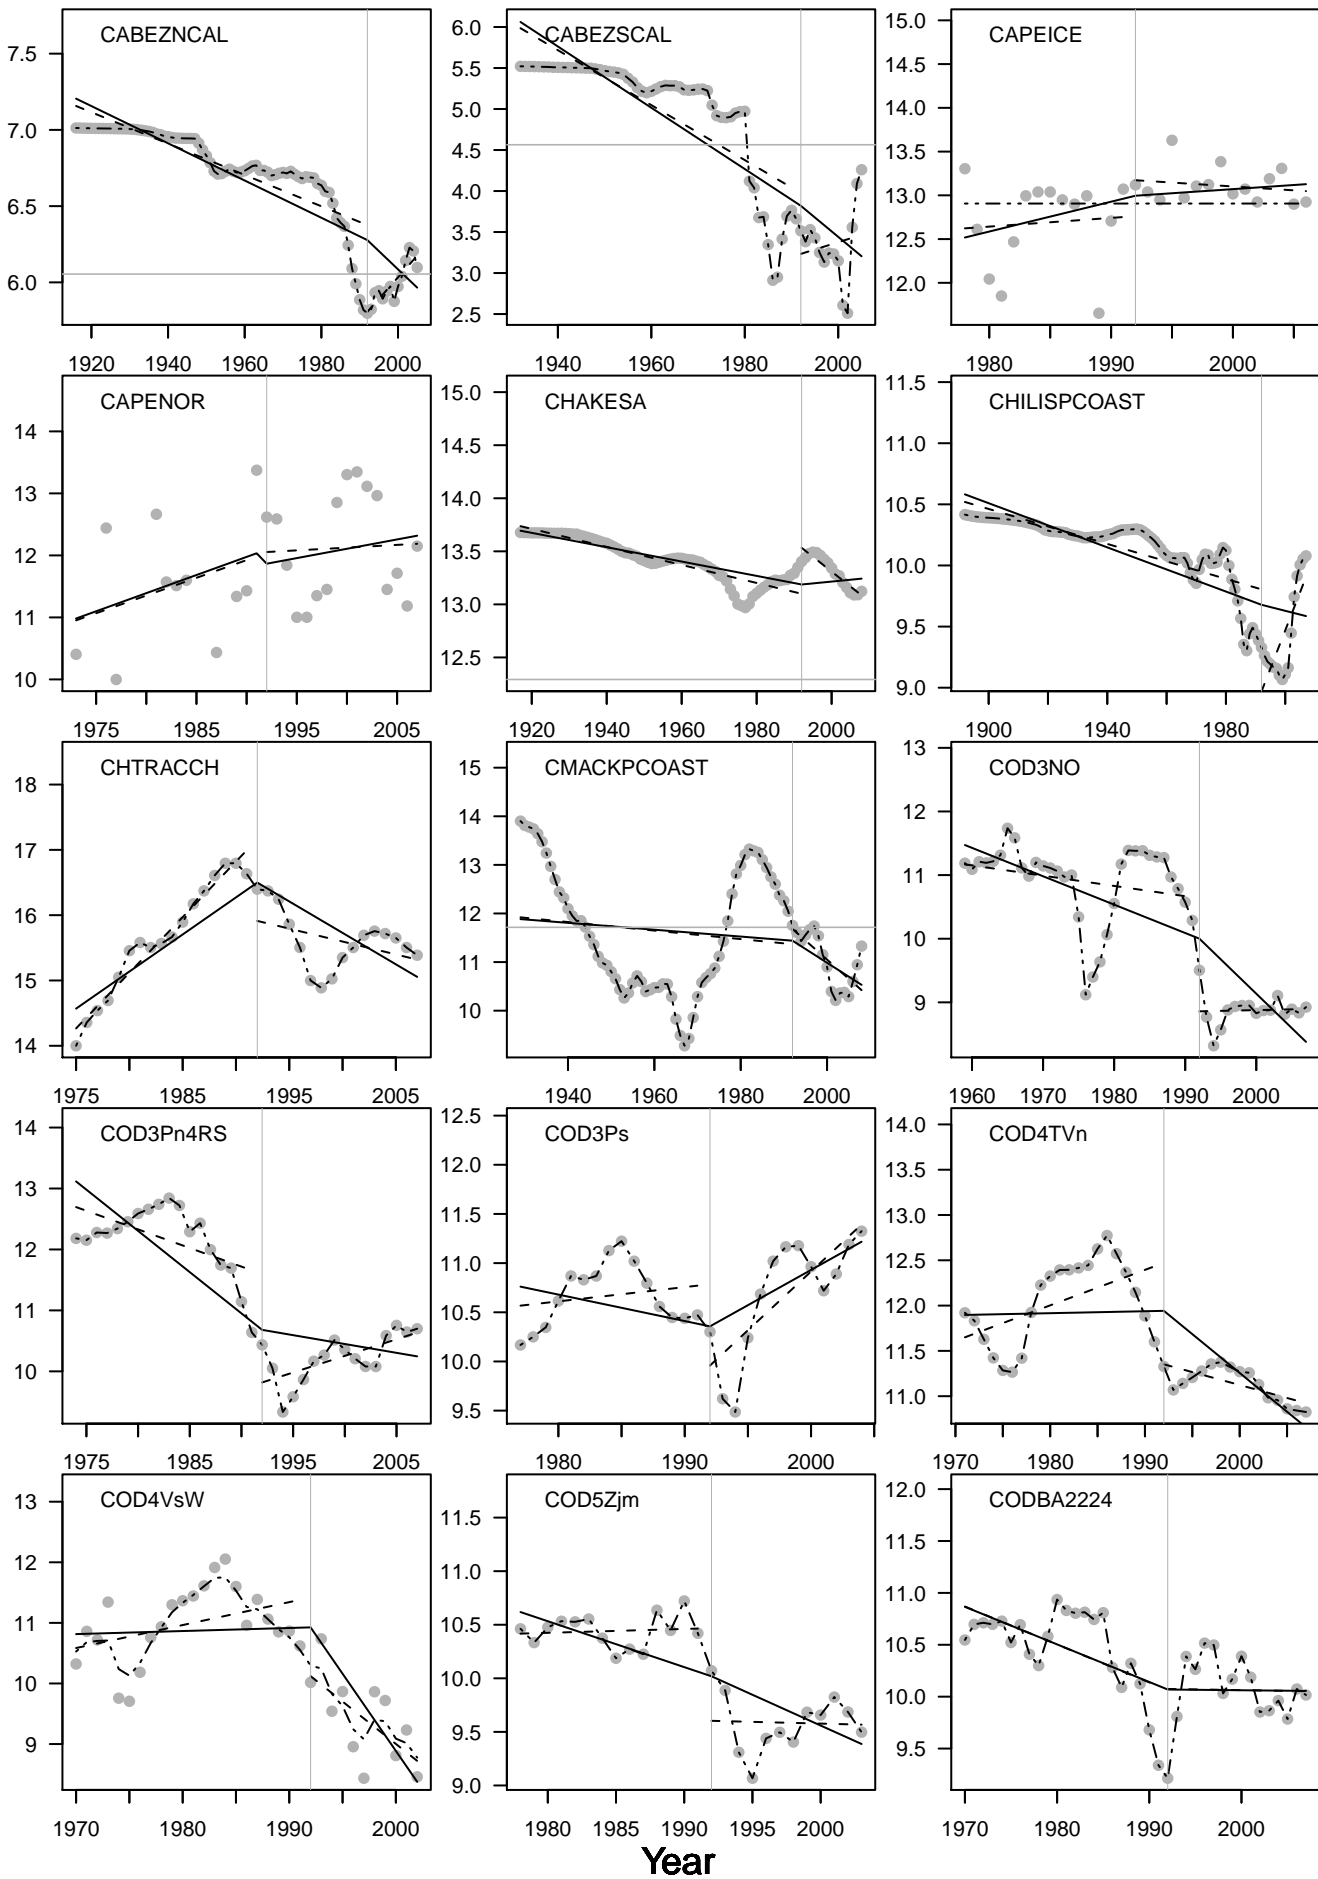 CABEZNCAL
7.5
7.0
6.5
6.0
1920 1940 1960 1980 2000
CABEZSCAL
6.0
5.5
5.0
4.5
4.0
3.5
3.0
2.5
1940 1960 1980 2000
CAPEICE
15.0
14.5
14.0
13.5
13.0
12.5
12.0
1980 1990 2000
CAPENOR
14
13
12
11
10
1975 1985 1995 2005
CHAKESA
15.0
14.5
14.0
13.5
13.0
12.5
1920 1940 1960 1980 2000
CHILISPCOAST
11.5
11.0
10.5
10.0
9.5
9.0
1900 1940 1980
CHTRACCH
18
17
16
15
14
1975 1985 1995 2005
CMACKPCOAST
15
14
13
12
11
10
1940 1960 1980 2000
COD3NO
13
12
11
10
9
1960 1970 1980 1990 2000
COD3Pn4RS
14
13
12
11
10
1975 1985 1995 2005
COD3Ps
12.5
12.0
11.5
11.0
10.5
10.0
9.5
1980 1990 2000
COD4TVn
14.0
13.5
13.0
12.5
12.0
11.5
11.0
1970 1980 1990 2000
COD4VsW
13
12
11
10
9
1970 1980 1990 2000
COD5Zjm
11.5
11.0
10.5
10.0
9.5
9.0
1980 1985 1990 1995 2000
CODBA2224
12.0
11.5
11.0
10.5
10.0
9.5
1970 1980 1990 2000
Year